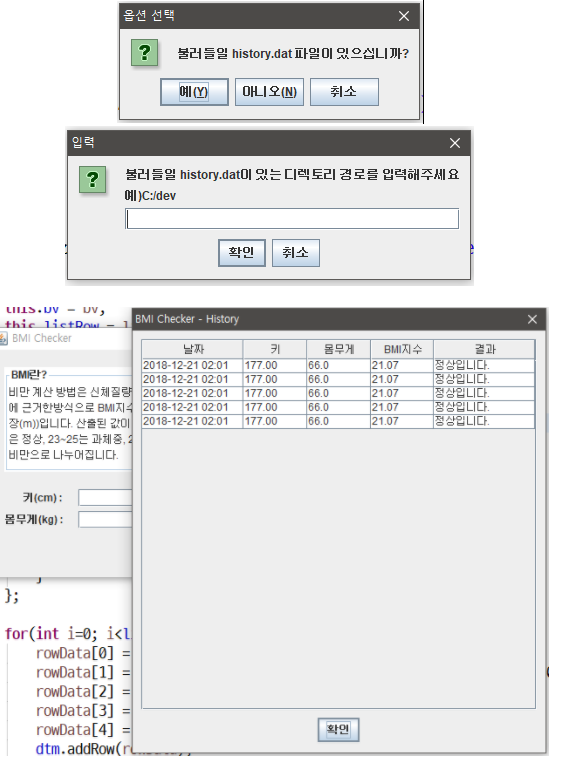 옵션 선택
불러들일 history.dat 파일이 있으십니까?
예(Y) 아니오(N) 취소
입력
불러들일 history.dat이 있는 디렉토리 경로를 입력해주세요
예)C:/dev
확인 취소
this.bv = bv,
this.listRow =
BMI Checker
BMI란?
비만 계산 방법은 신체질량
에 근거한방식으로 BMI지수
장(m))입니다. 산출된 값이
은 정상, 23~25는 과체중, 2
비만으로 나누어집니다.
키(cm) :
몸무게(kg) :
BMI Checker - History
날짜 키 몸무게 BMI지수 결과
2018-12-21 02:01 177.00 66.0 21.07 정상입니다.
2018-12-21 02:01 177.00 66.0 21.07 정상입니다.
2018-12-21 02:01 177.00 66.0 21.07 정상입니다.
2018-12-21 02:01 177.00 66.0 21.07 정상입니다.
2018-12-21 02:01 177.00 66.0 21.07 정상입니다.
확인
};
for(int i=0; i<li
rowData[0] =
rowData[1] =
rowData[2] =
rowData[3] =
rowData[4] =
dtm.addRow(rowData);